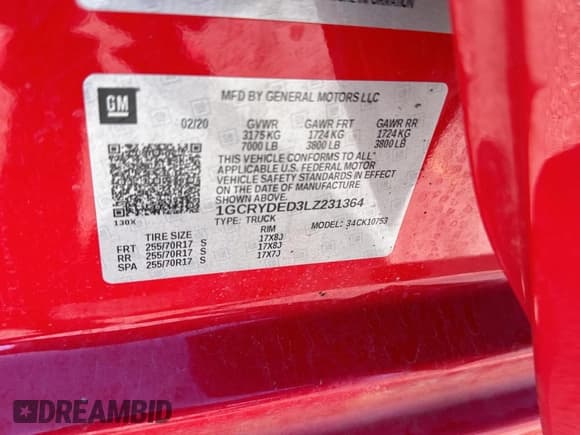 INFORMATION
GM
MFD BY GENERAL MOTORS LLC
02/20 GVWR GAWR FRT GAWR RR
3175 KG 1724 KG 1724 KG
7000 LB 3800 LB 3800 LB
THIS VEHICLE CONFORMS TO ALL
APPLICABLE U.S. FEDERAL MOTOR
VEHICLE SAFETY STANDARDS IN EFFECT
ON THE DATE OF MANUFACTURE
SHOWN ABOVE.
1GCRYDED3LZ231364
130X TYPE: TRUCK MODEL: 34CK10753
TIRE SIZE RIM
FRT 255/70R17 S 17X8J
RR 255/70R17 S 17X8J
SPA 255/70R17 S 17X7J
DREAMBID